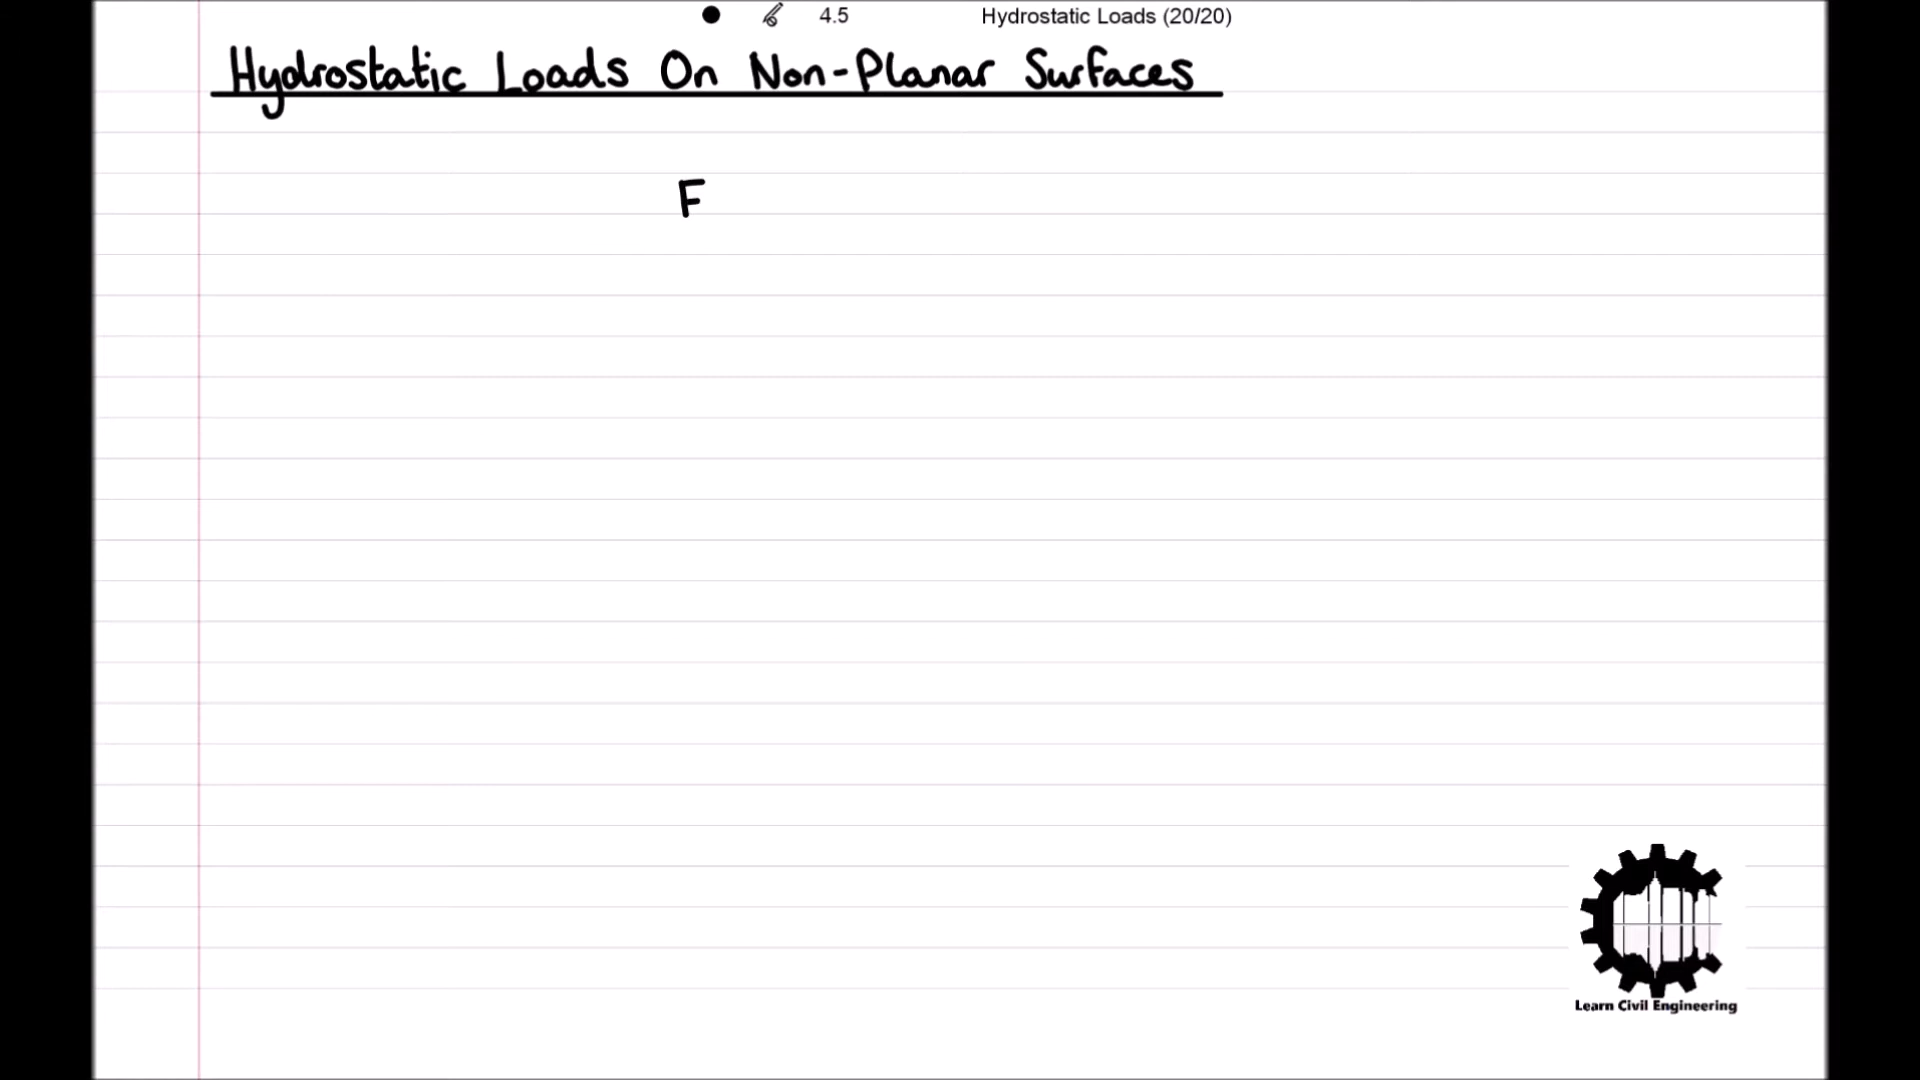 4.5 Hydrostatic Loads (20/20)
Hydrostatic Loads On Non-Planar Surfaces
F
Learn Civil Engineering